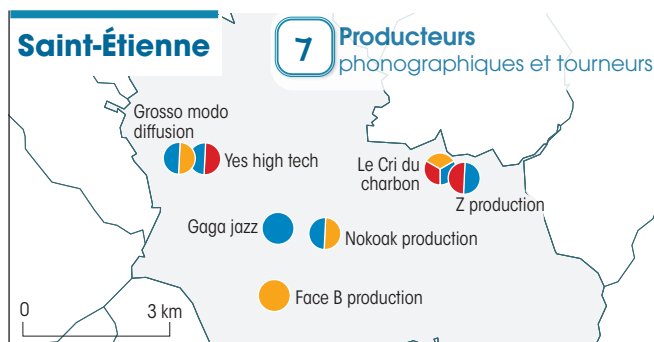 Saint-Étienne
7
Producteurs
phonographiques et tourneurs
Grosso modo
diffusion
Yes high tech
Le Cri du
charbon
Z production
Gaga jazz
Nokoak production
Face B production
0
3 km